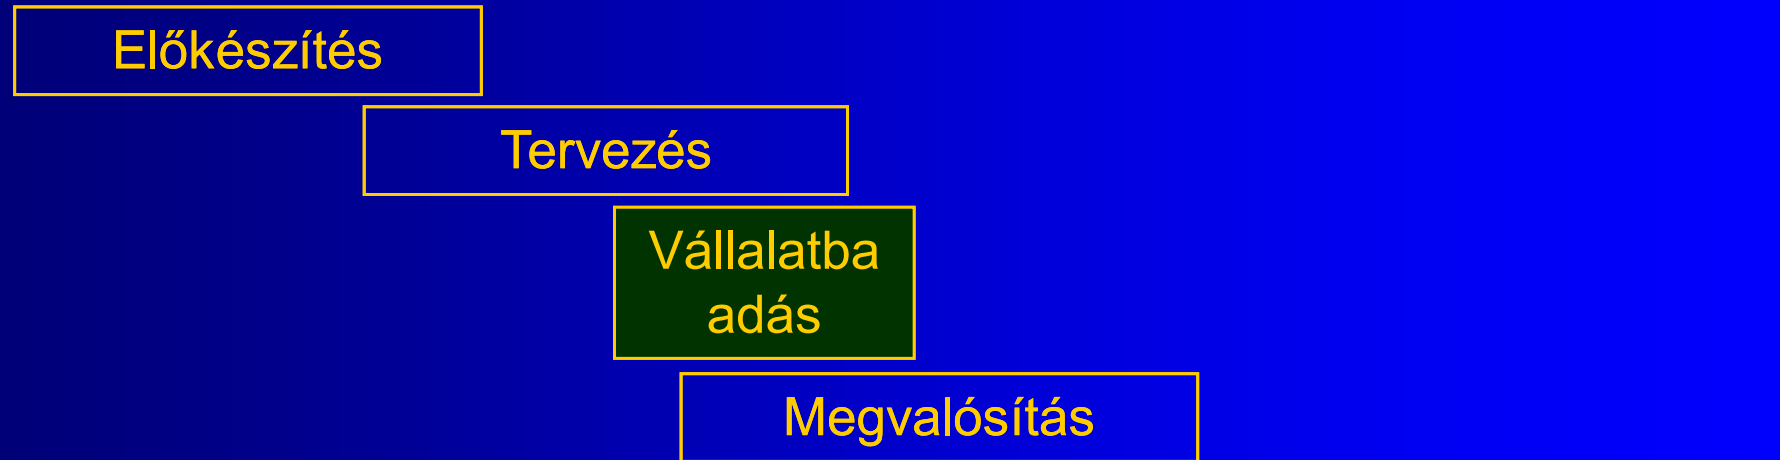 Előkészítés
Tervezés
Vállalatba
adás
Megvalósítás